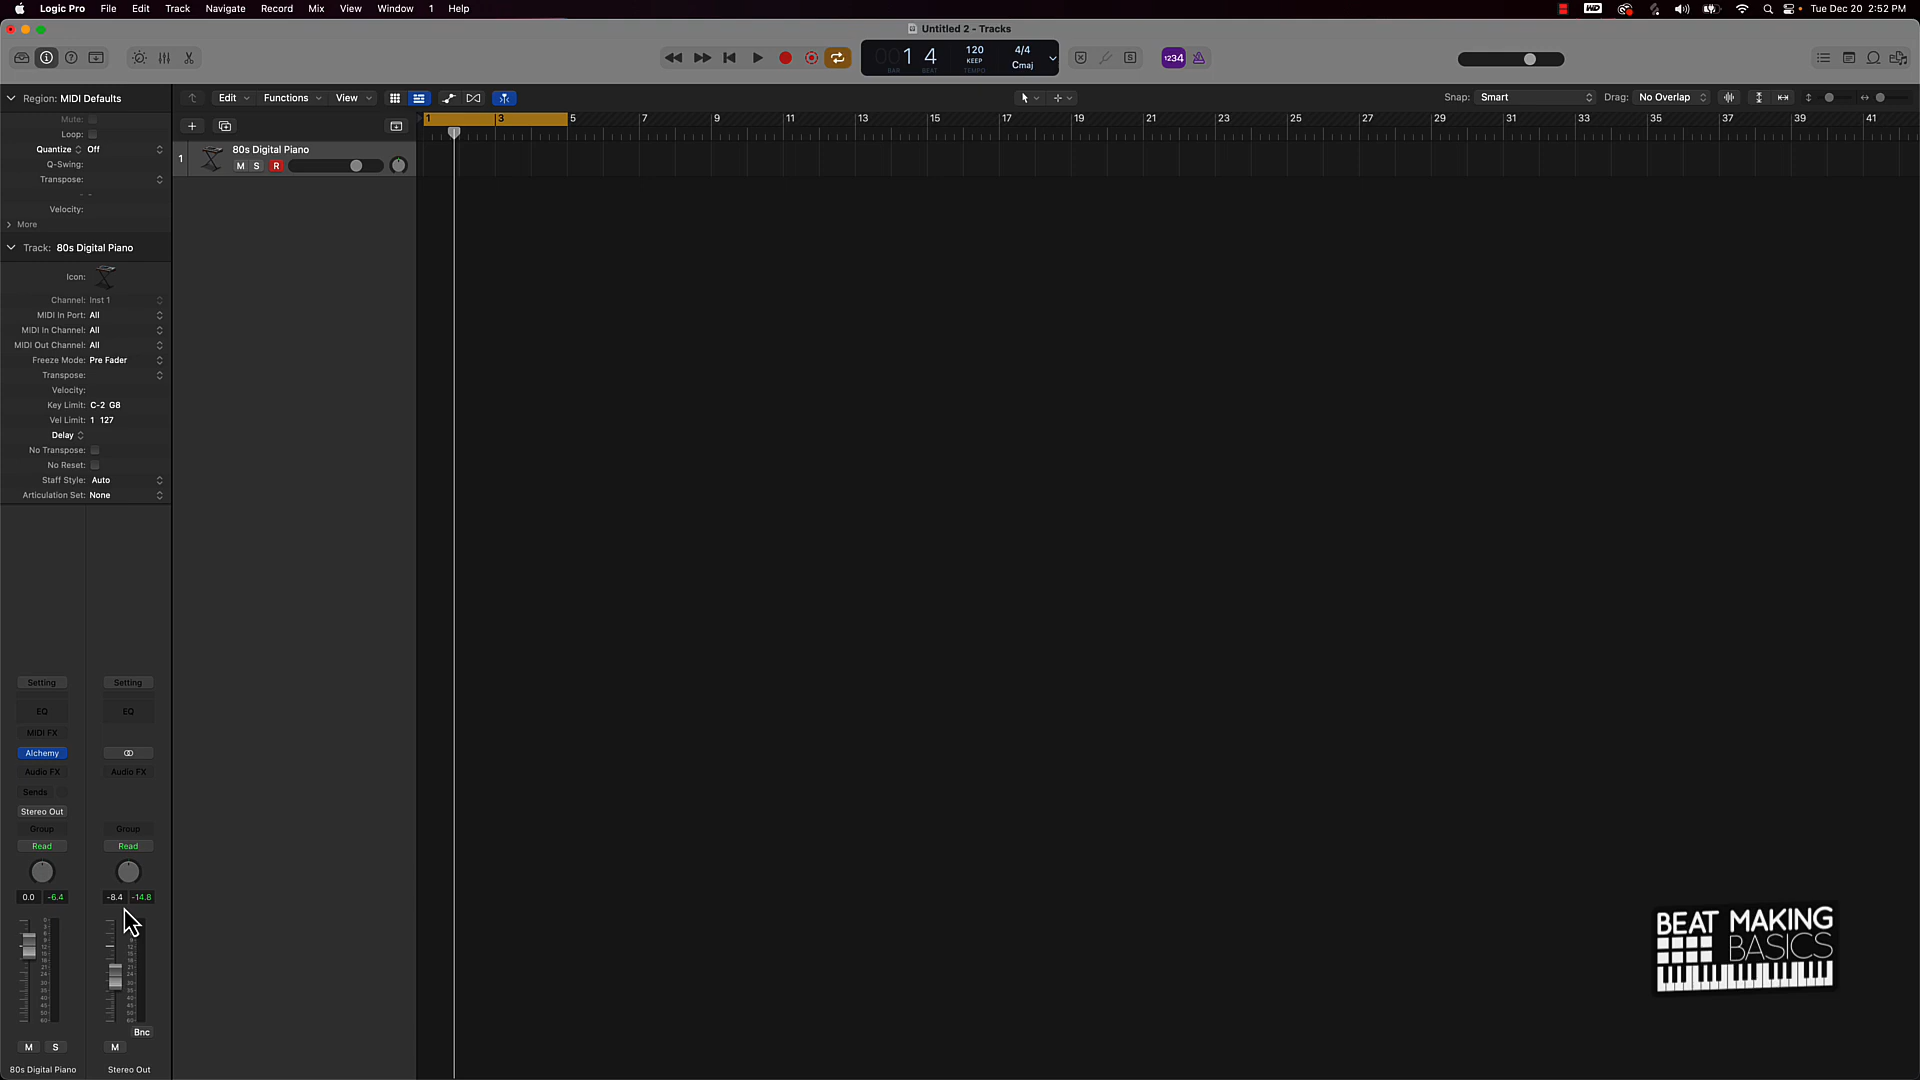 Logic Pro File Edit Track Navigate Record Mix View Window 1 Help
WD Tue Dec 20 2:52 PM
Untitled 2 - Tracks
001 4 120 4/4
KEEP Cmaj
BAR BEAT TEMPO
1234
Region: MIDI Defaults
Edit Functions View
Snap: Smart Drag: No Overlap
Mute:
Loop:
Quantize Off
Q-Swing:
Transpose:
Velocity:
More
1 3 5 7 9 11 13 15 17 19 21 23 25 27 29 31 33 35 37 39 41
1 80s Digital Piano
M S R
Track: 80s Digital Piano
Icon:
Channel: Inst 1
MIDI In Port: All
MIDI In Channel: All
MIDI Out Channel: All
Freeze Mode: Pre Fader
Transpose:
Velocity:
Key Limit: C-2 G8
Vel Limit: 1 127
Delay
No Transpose:
No Reset:
Staff Style: Auto
Articulation Set: None
Setting Setting
EQ EQ
MIDI FX
Alchemy
Audio FX Audio FX
Sends
Stereo Out
Group Group
Read Read
0.0 -6.4 -8.4 -14.8
Bnc
M S M
80s Digital Piano Stereo Out
BEAT MAKING
BASICS